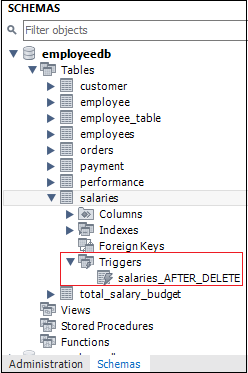 SCHEMAS
Filter objects
employeedb
Tables
customer
employee
employee_table
employees
orders
payment
performance
salaries
Columns
Indexes
Foreign Keys
Triggers
salaries_AFTER_DELETE
total_salary_budget
Views
Stored Procedures
Functions
Administration Schemas